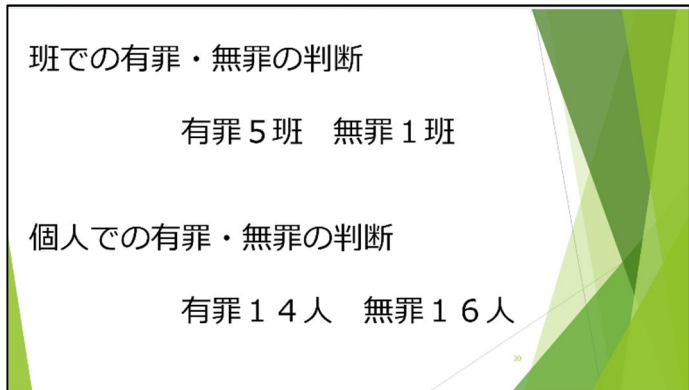 班での有罪・無罪の判断
有罪５班　無罪１班
個人での有罪・無罪の判断
有罪１４人　無罪１６人